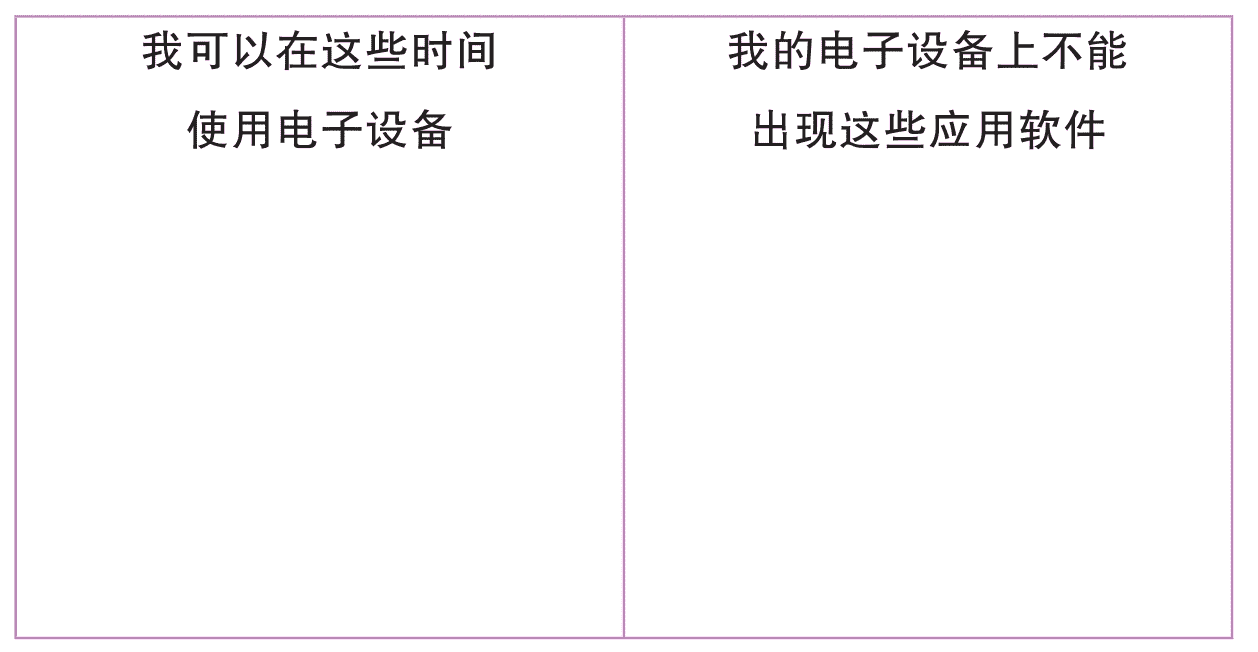 我可以在这些时间
使用电子设备
我的电子设备上不能
出现这些应用软件